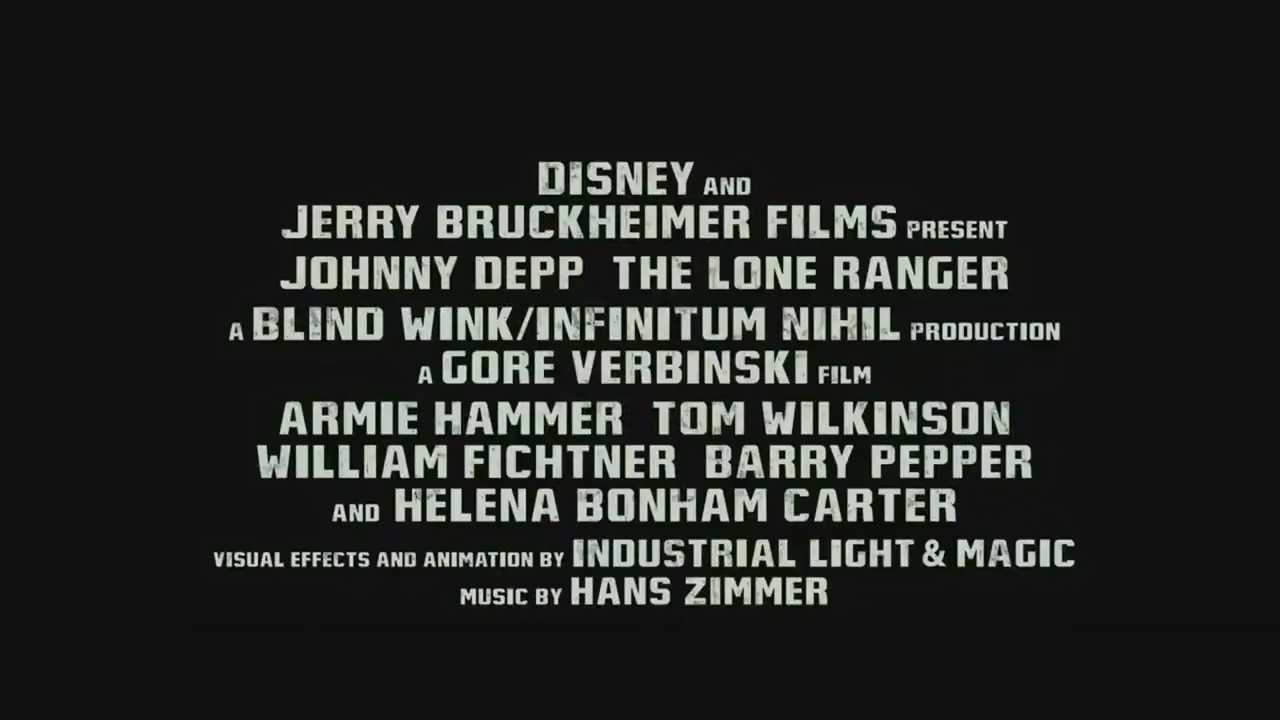 DISNEY AND
JERRY BRUCKHEIMER FILMS PRESENT
JOHNNY DEPP THE LONE RANGER
A BLIND WINK/INFINITUM NIHIL PRODUCTION
A GORE VERBINSKI FILM
ARMIE HAMMER TOM WILKINSON
WILLIAM FICHTNER BARRY PEPPER
AND HELENA BONHAM CARTER
VISUAL EFFECTS AND ANIMATION BY INDUSTRIAL LIGHT & MAGIC
MUSIC BY HANS ZIMMER